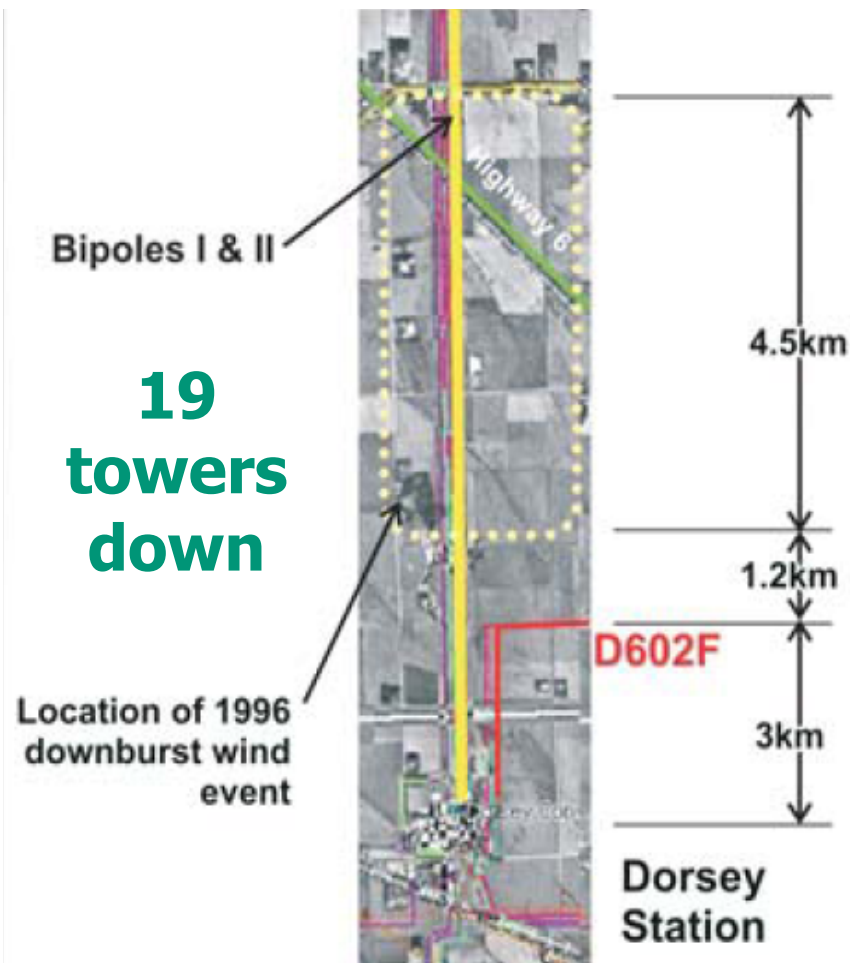 Highway 6
Bipoles I & II
4.5km
19
towers
down
1.2km
D602F
Location of 1996
downburst wind
event
3km
Dorsey
Station